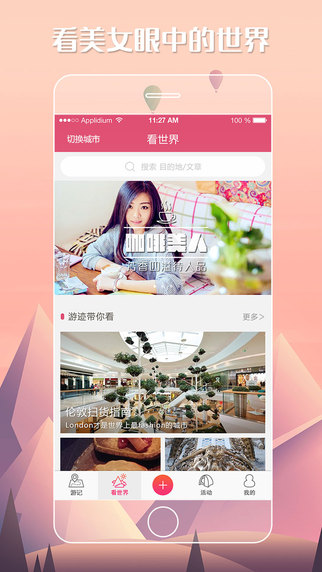 看美女眼中的世界
Applidium 11:27 AM 100 %
切换城市 看世界
搜索 目的地/文章
咖啡美人
芳香四溢待人品
游迹带你看 更多>
伦敦扫货指南
London才是世界上最fashion的城市
游记 看世界 + 活动 我的